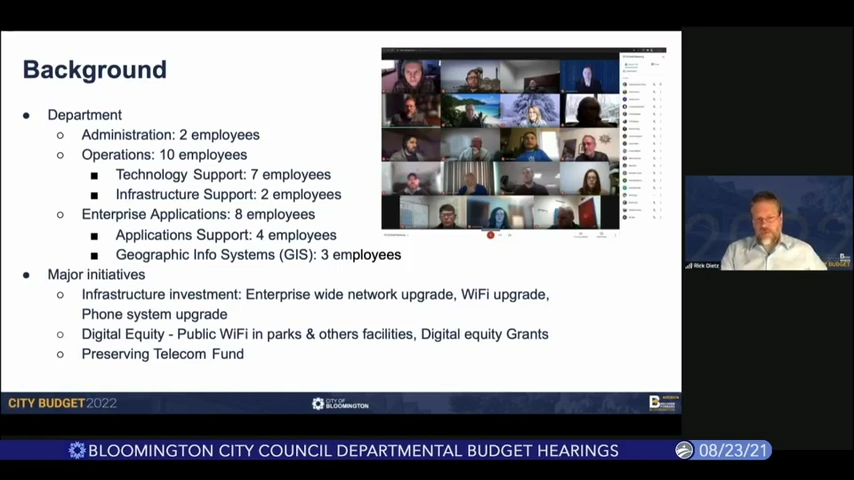 Background
● Department
○ Administration: 2 employees
○ Operations: 10 employees
■ Technology Support: 7 employees
■ Infrastructure Support: 2 employees
○ Enterprise Applications: 8 employees
■ Applications Support: 4 employees
■ Geographic Info Systems (GIS): 3 employees
● Major initiatives
○ Infrastructure investment: Enterprise wide network upgrade, WiFi upgrade,
Phone system upgrade
○ Digital Equity - Public WiFi in parks & others facilities, Digital equity Grants
○ Preserving Telecom Fund
CITY BUDGET2022
CITY OF
BLOOMINGTON
Rick Dietz
BLOOMINGTON CITY COUNCIL DEPARTMENTAL BUDGET HEARINGS
08/23/21